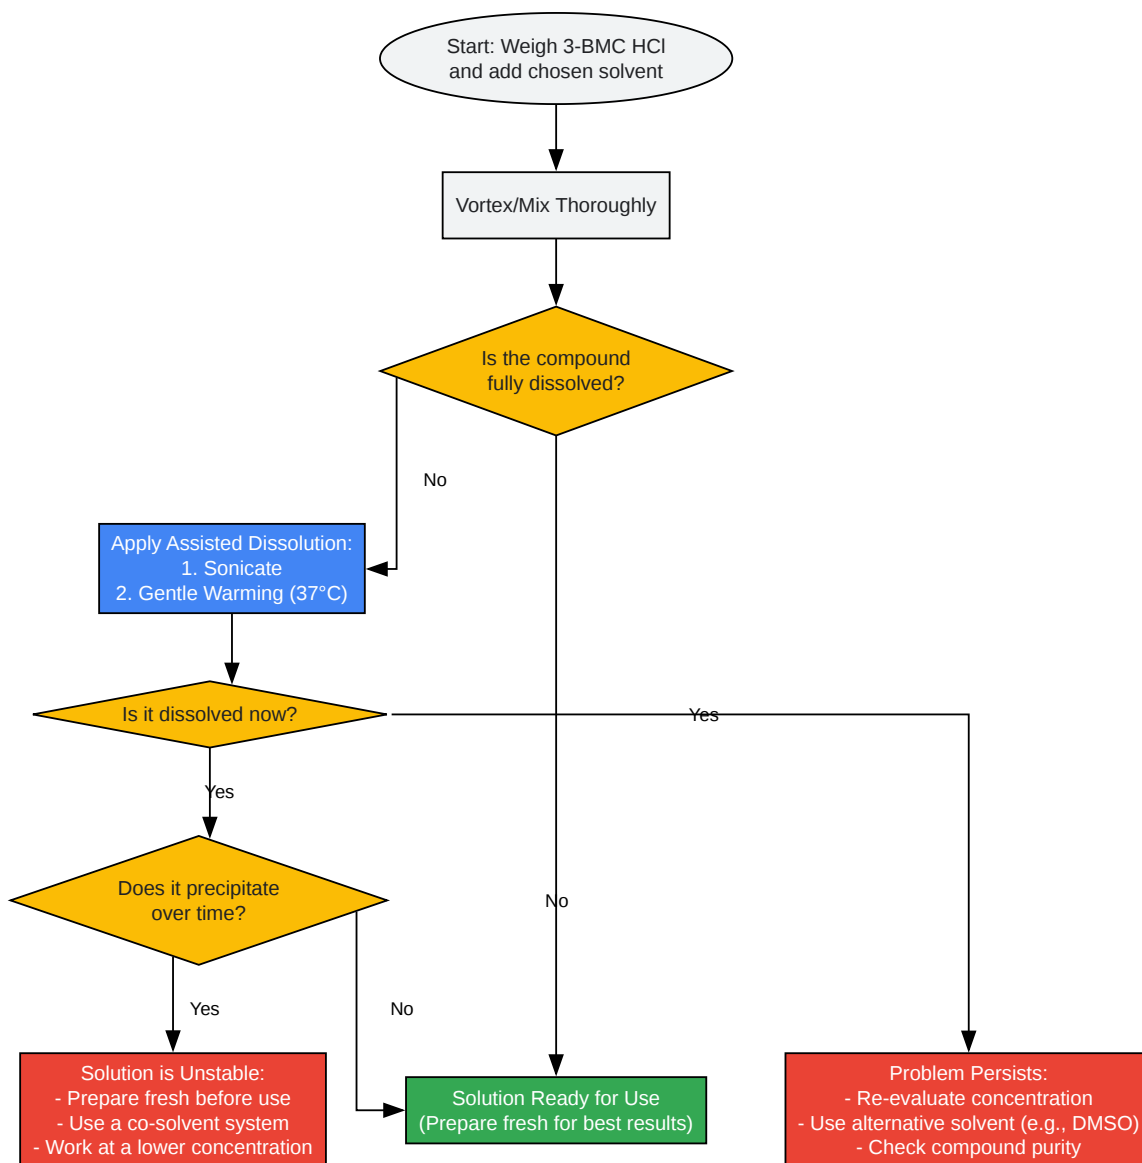 Start: Weigh 3-BMC HCl
and add chosen solvent
Vortex/Mix Thoroughly
Is the compound
fully dissolved?
No
Apply Assisted Dissolution:
1. Sonicate
2. Gentle Warming (37°C)
Is it dissolved now?
Yes
Yes
Does it precipitate
over time?
No
Yes
No
Solution is Unstable:
- Prepare fresh before use
- Use a co-solvent system
- Work at a lower concentration
Solution Ready for Use
(Prepare fresh for best results)
Problem Persists:
- Re-evaluate concentration
- Use alternative solvent (e.g., DMSO)
- Check compound purity